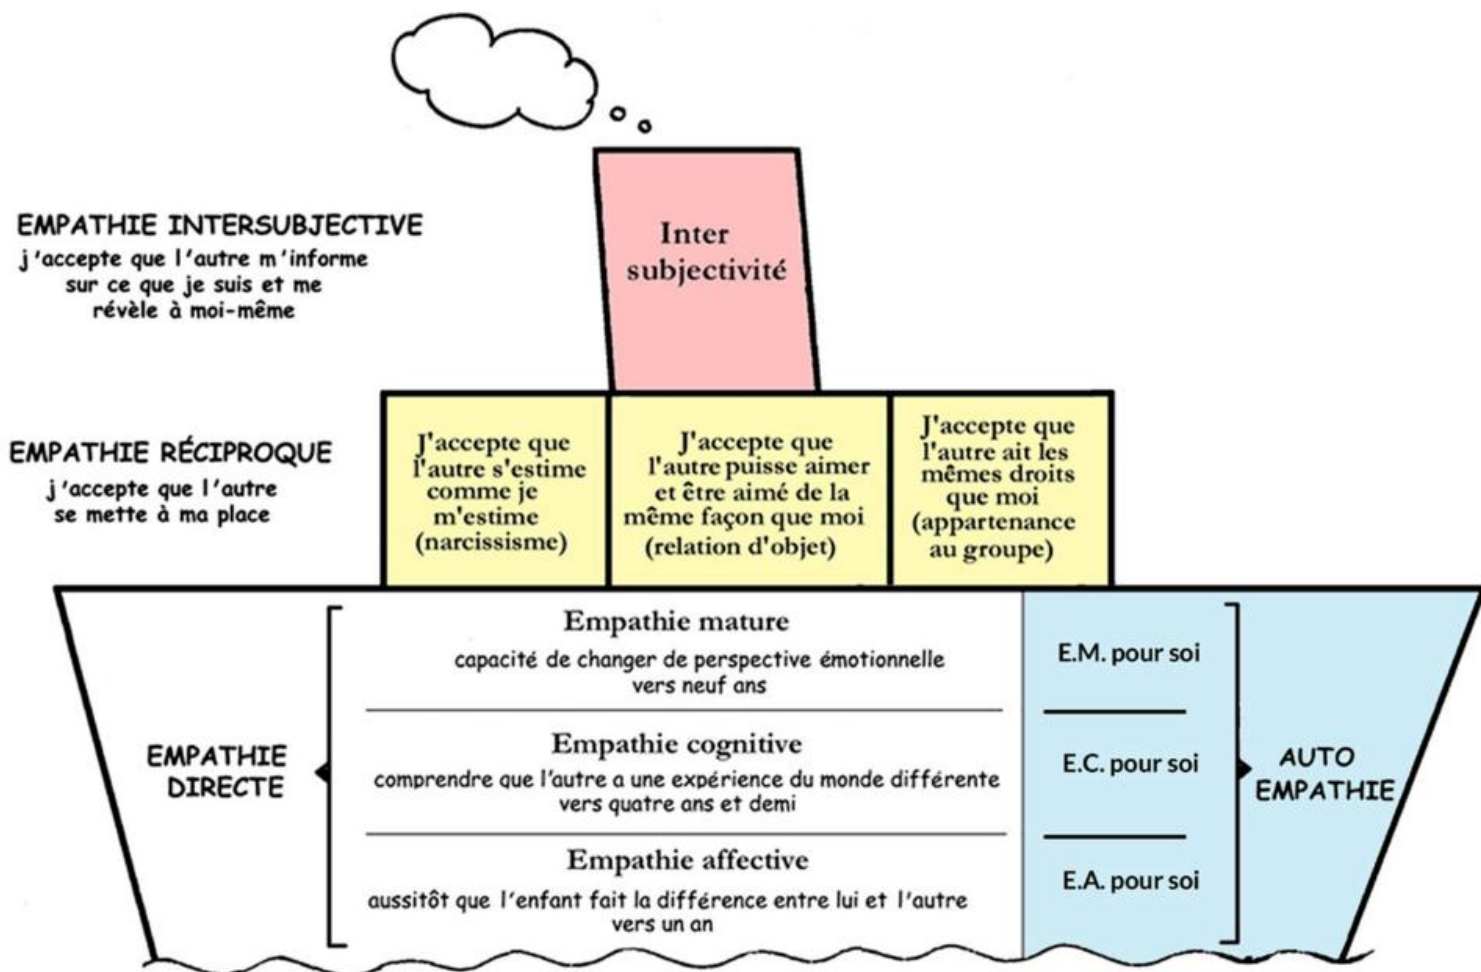 EMPATHIE INTERSUBJECTIVE
j'accepte que l'autre m'informe
sur ce que je suis et me
révèle à moi-même
Inter
subjectivité
EMPATHIE RÉCIPROQUE
j'accepte que l'autre
se mette à ma place
J'accepte que
l'autre s'estime
comme je
m'estime
(narcissisme)
J'accepte que
l'autre puisse aimer
et être aimé de la
même façon que moi
(relation d'objet)
J'accepte que
l'autre ait les
mêmes droits
que moi
(appartenance
au groupe)
EMPATHIE
DIRECTE
Empathie mature
capacité de changer de perspective émotionnelle
vers neuf ans
Empathie cognitive
comprendre que l'autre a une expérience du monde différente
vers quatre ans et demi
Empathie affective
aussitôt que l'enfant fait la différence entre lui et l'autre
vers un an
E.M. pour soi
E.C. pour soi
E.A. pour soi
AUTO
EMPATHIE